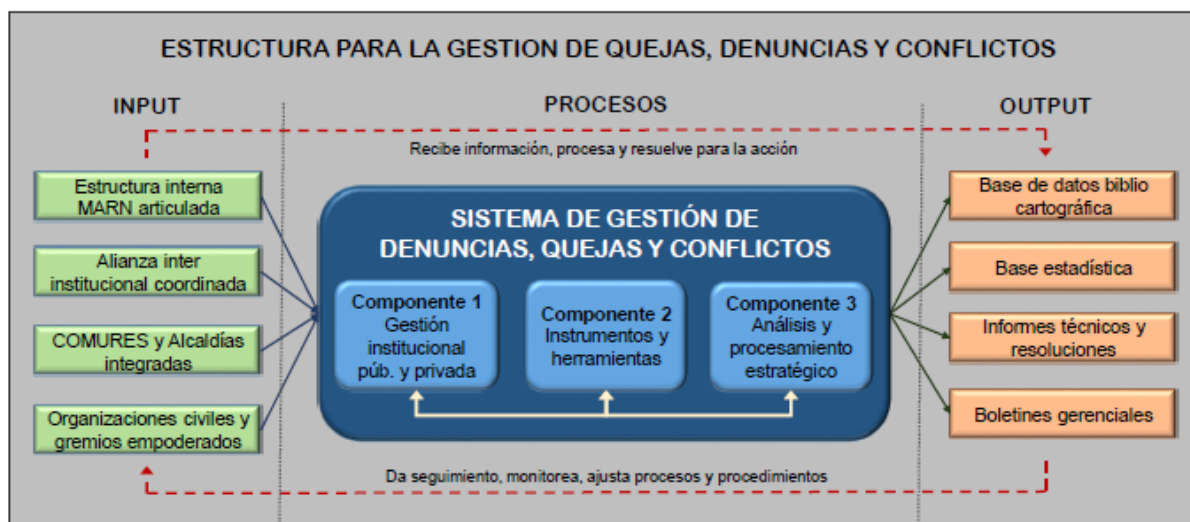 ESTRUCTURA PARA LA GESTION DE QUEJAS, DENUNCIAS Y CONFLICTOS
INPUT
PROCESOS
OUTPUT
Recibe información, procesa y resuelve para la acción
Estructura interna
MARN articulada
Alianza inter
institucional coordinada
COMURES y Alcaldías
integradas
Organizaciones civiles y
gremios empoderados
SISTEMA DE GESTIÓN DE
DENUNCIAS, QUEJAS Y CONFLICTOS
Componente 1
Gestión
institucional
púb. y privada
Componente 2
Instrumentos y
herramientas
Componente 3
Análisis y
procesamiento
estratégico
Base de datos biblio
cartográfica
Base estadística
Informes técnicos y
resoluciones
Boletines gerenciales
Da seguimiento, monitorea, ajusta procesos y procedimientos